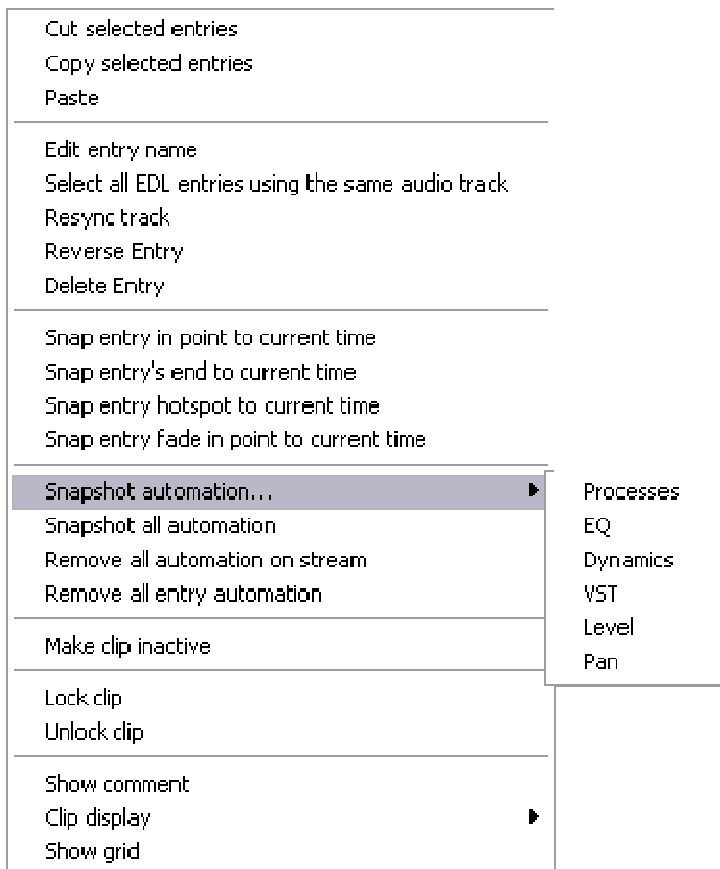 Cut selected entries
Copy selected entries
Paste
Edit entry name
Select all EDL entries using the same audio track
Resync track
Reverse Entry
Delete Entry
Snap entry in point to current time
Snap entry's end to current time
Snap entry hotspot to current time
Snap entry fade in point to current time
Snapshot automation...
Snapshot all automation
Remove all automation on stream
Remove all entry automation
Make clip inactive
Lock clip
Unlock clip
Show comment
Clip display
Show grid
Processes
EQ
Dynamics
VST
Level
Pan